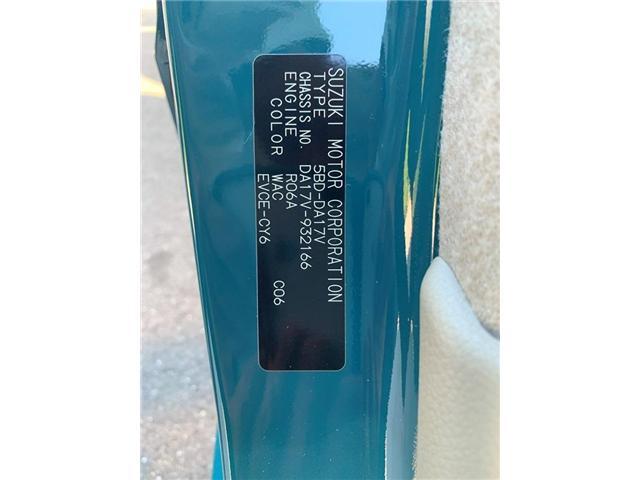 SUZUKI MOTOR CORPORATION
TYPE 5BD-DA17V
CHASSIS NO. DA17V-932166
ENGINE R06A
COLOR WAC C06
EVCE-CY6